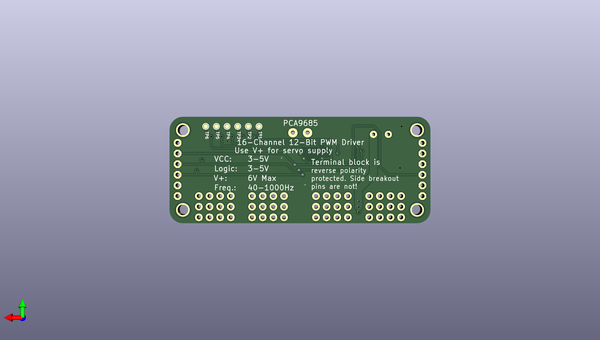 PCA9685
16-Channel 12-Bit PWM Driver
Use V+ for servo supply
VCC: 3-5V
Logic: 3-5V
V+: 6V Max
Freq.: 40-1000Hz
Terminal block is
reverse polarity
protected. Side breakout
pins are not!